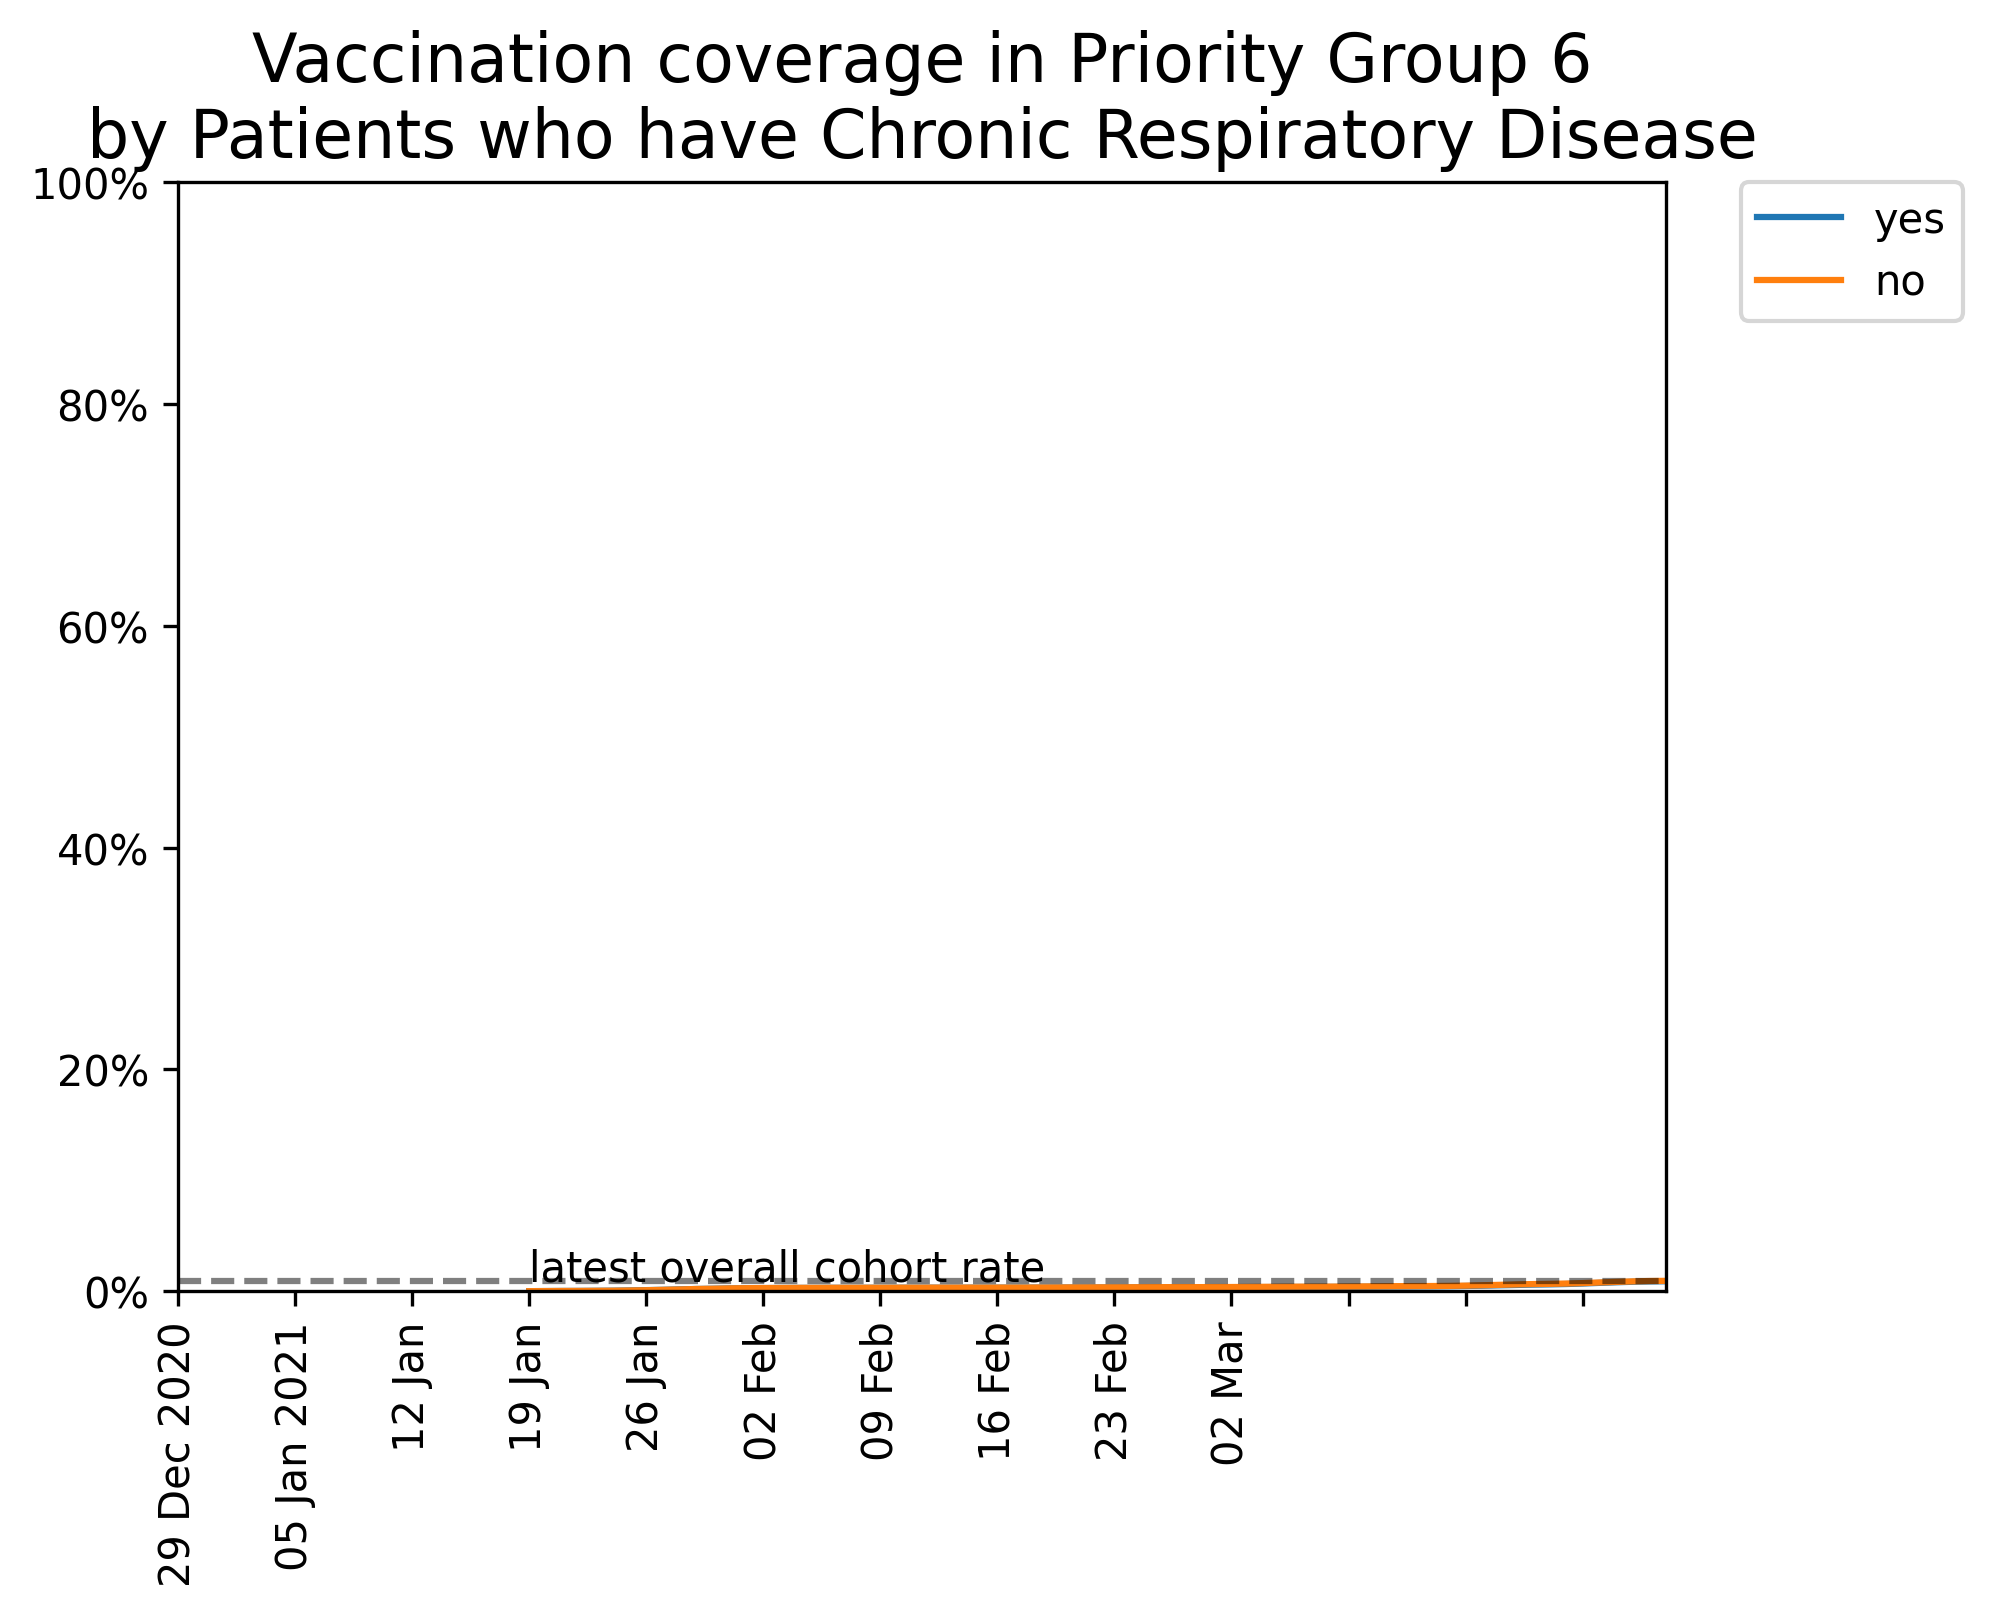 Vaccination coverage in Priority Group 6
by Patients who have Chronic Respiratory Disease
100%
80%
60%
40%
20%
0%
yes
no
latest overall cohort rate
29 Dec 2020
05 Jan 2021
12 Jan
19 Jan
26 Jan
02 Feb
09 Feb
16 Feb
23 Feb
02 Mar